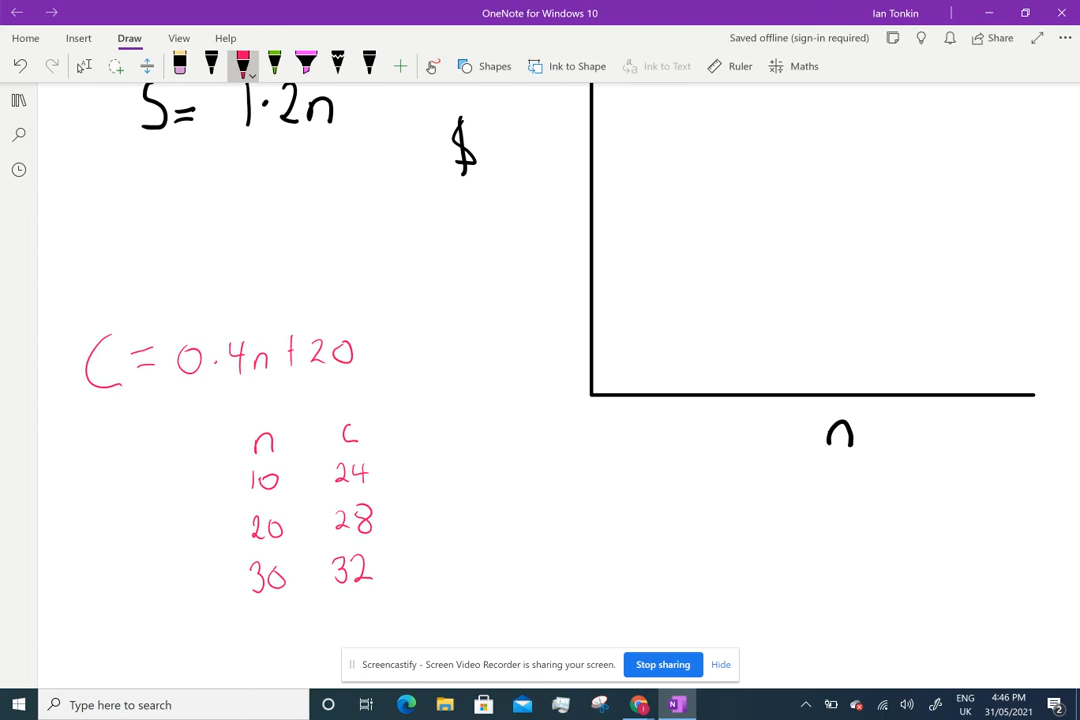 OneNote for Windows 10
Ian Tonkin
Home Insert Draw View Help
Saved offline (sign-in required)
Share
Shapes
Ink to Shape
Ink to Text
Ruler
Maths
S= 1.2n
$
C = 0.4n+20
n C
10 24
20 28
30 32
n
Screencastify - Screen Video Recorder is sharing your screen.
Stop sharing
Hide
Type here to search
ENG
UK
4:46 PM
31/05/2021
2